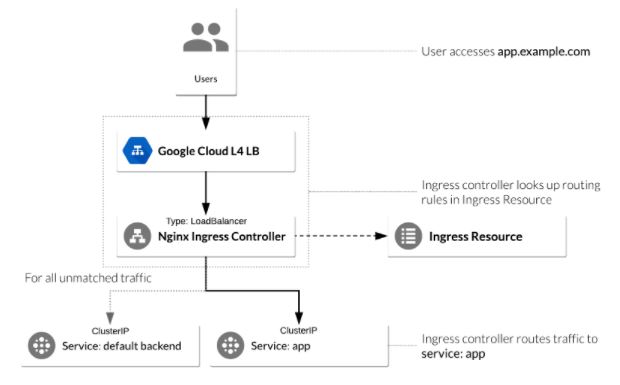 User accesses app.example.com
Users
Google Cloud L4 LB
Ingress controller looks up routing
rules in Ingress Resource
Type: LoadBalancer
Nginx Ingress Controller
Ingress Resource
For all unmatched traffic
ClusterIP
Service: default backend
ClusterIP
Service: app
Ingress controller routes traffic to
service: app